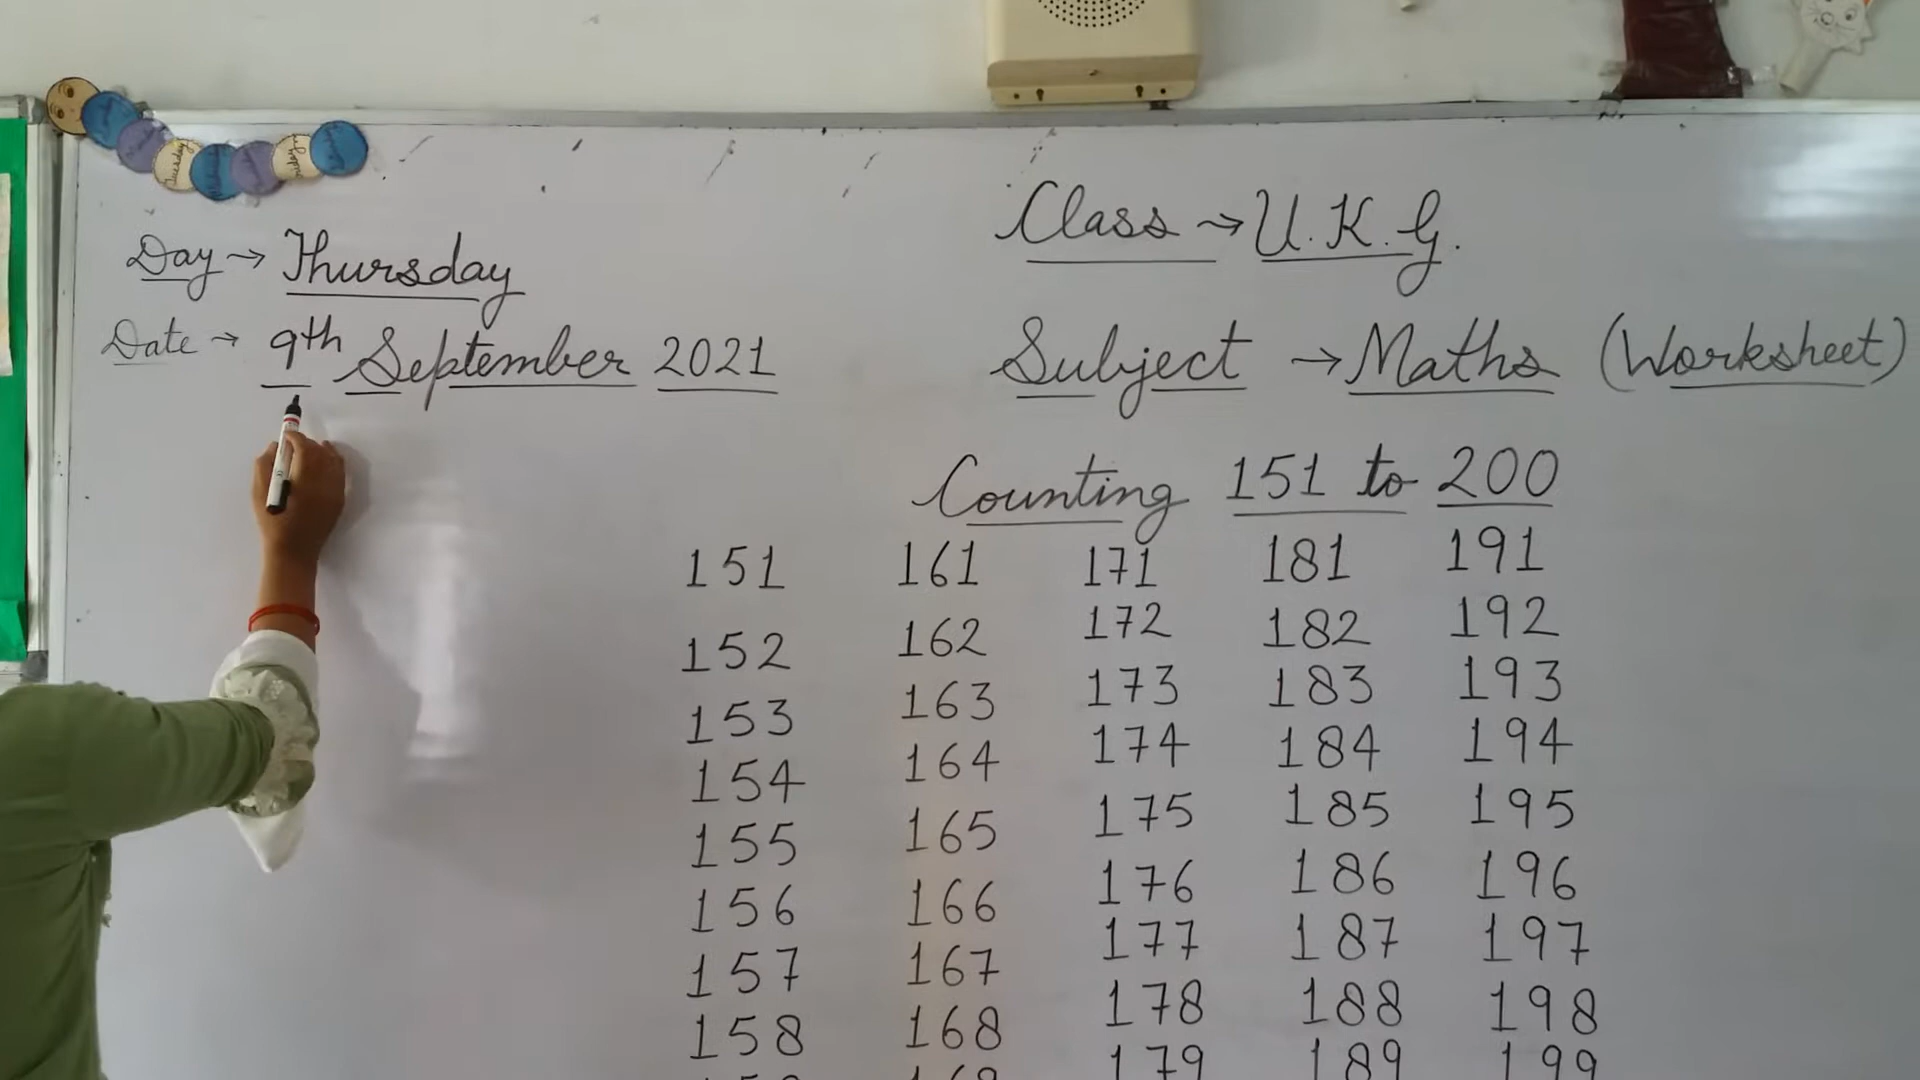 Tuesday
Day → Thursday
Date → 9th September 2021
Class → U.K.G.
Subject → Maths (Worksheet)
Counting 151 to 200
151 161 171 181 191
152 162 172 182 192
153 163 173 183 193
154 164 174 184 194
155 165 175 185 195
156 166 176 186 196
157 167 177 187 197
158 168 178 188 198
179 189 199